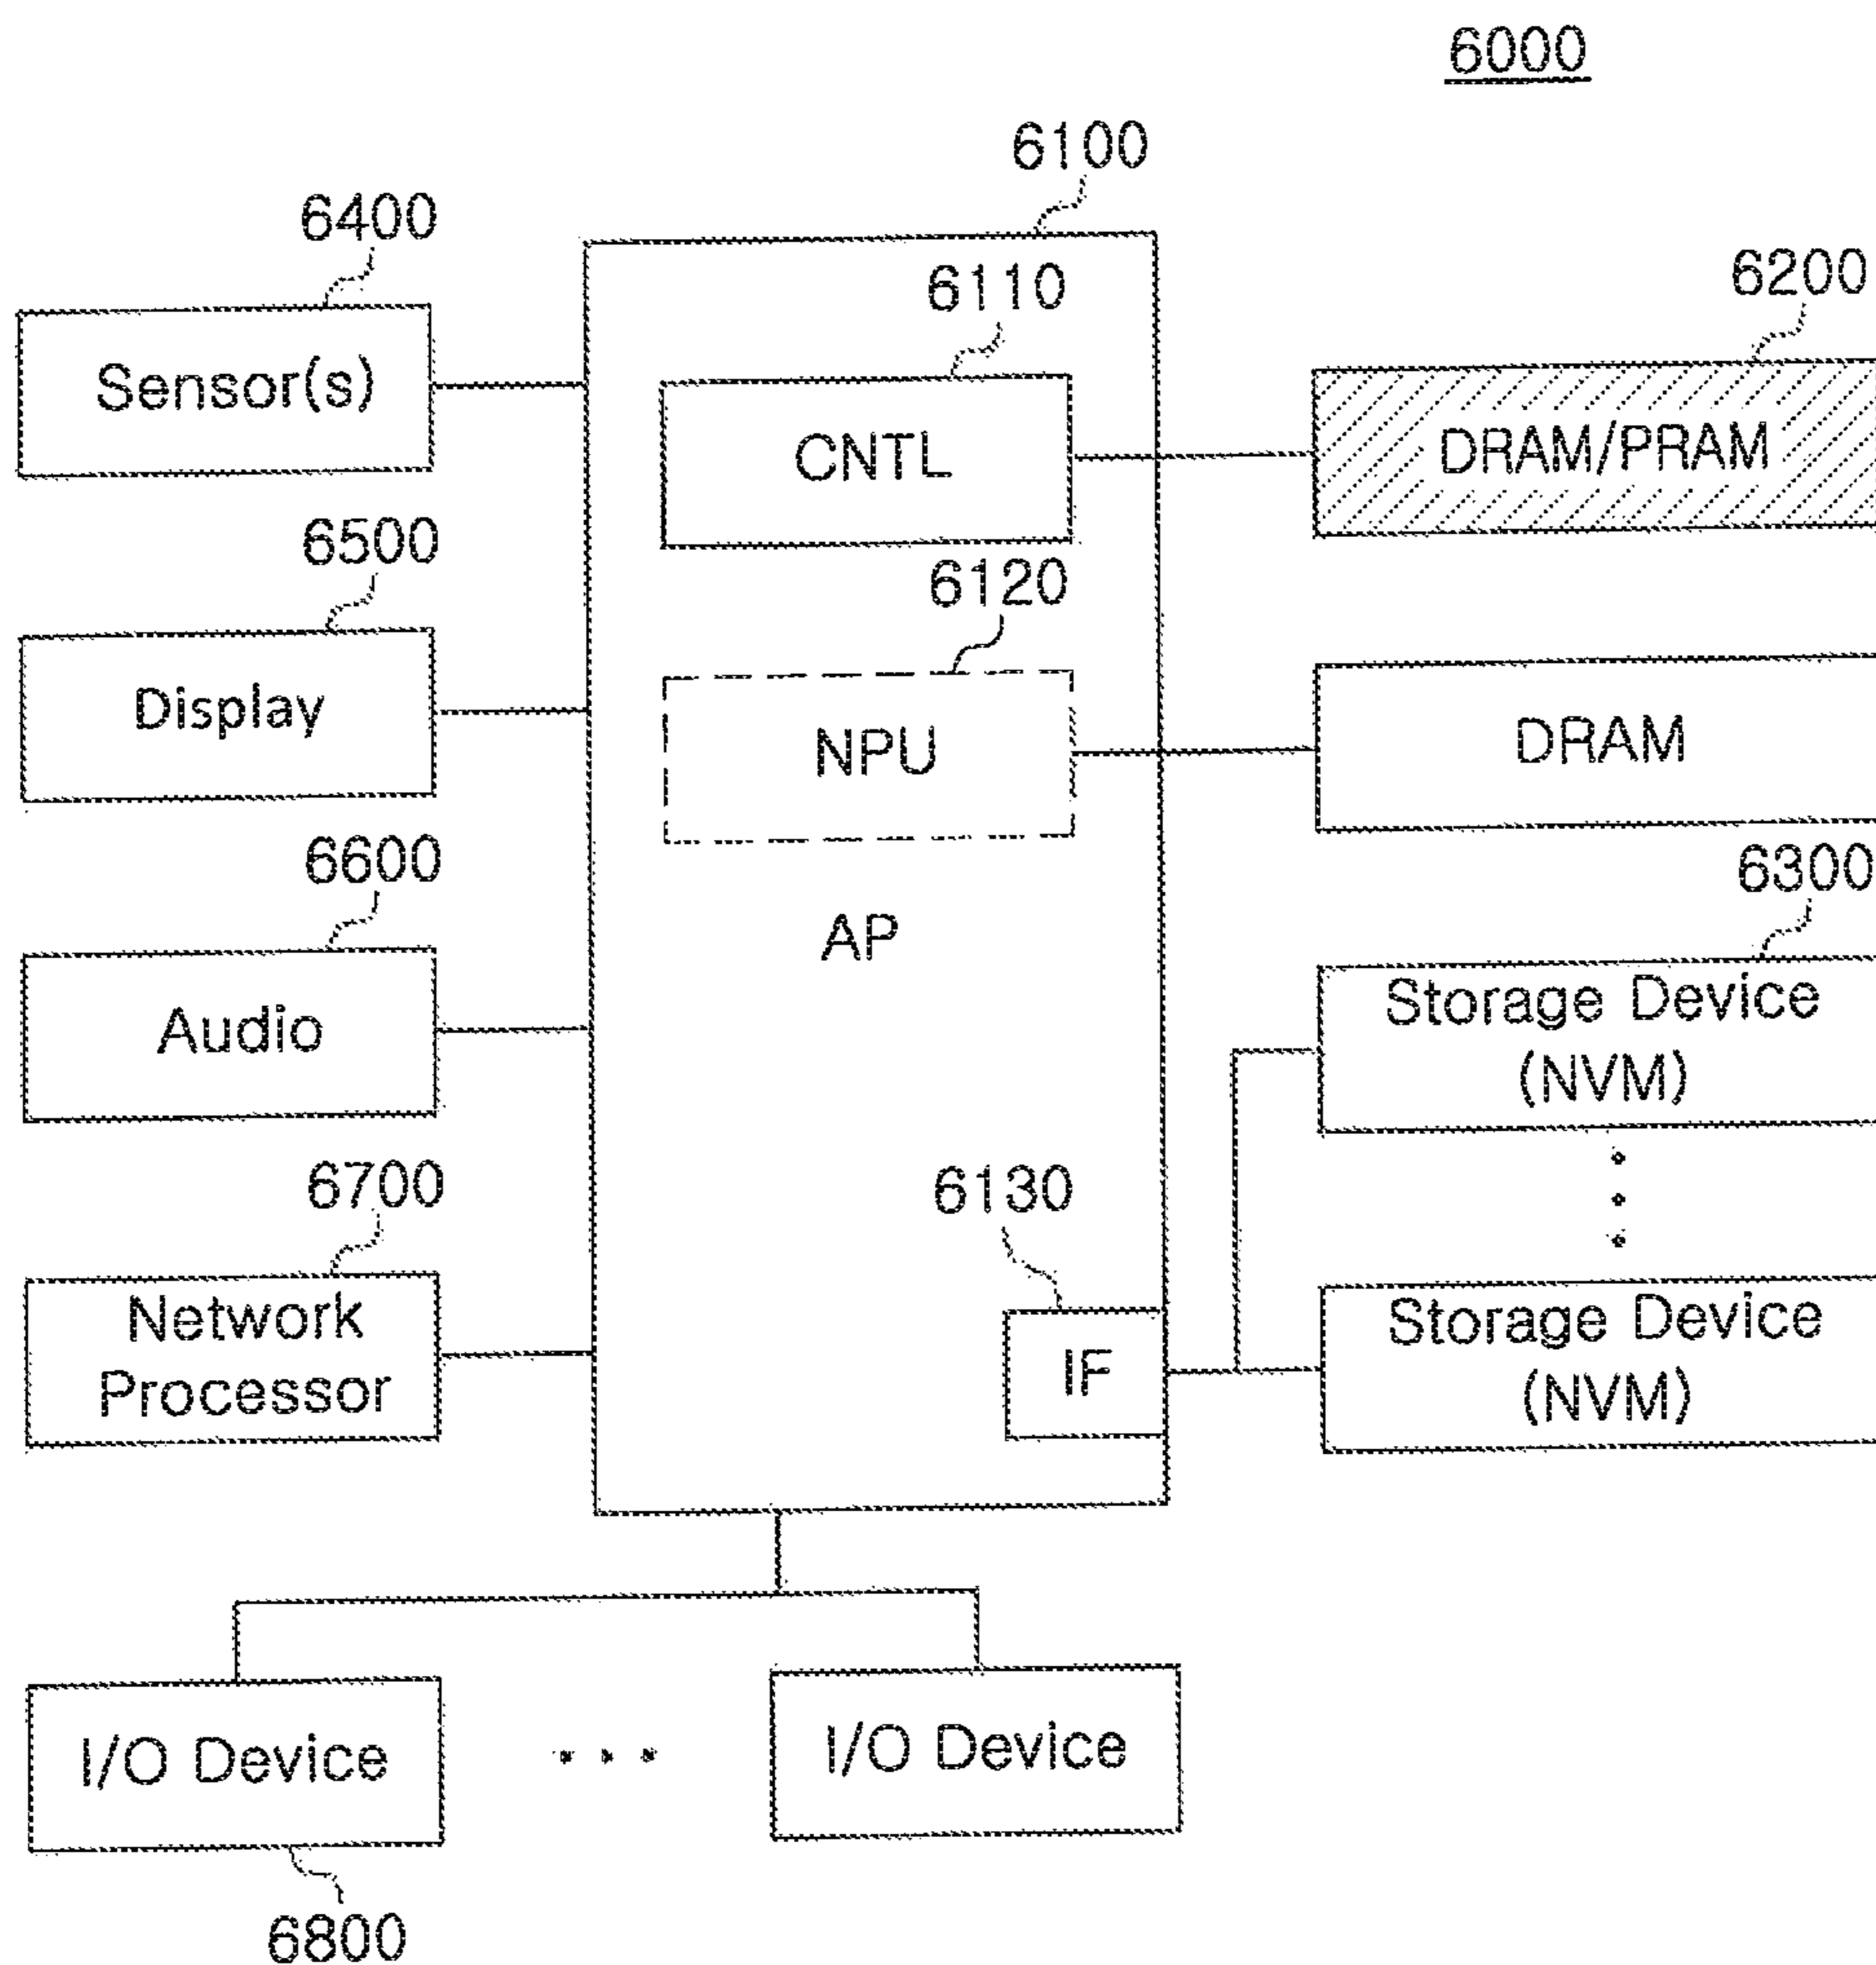 6000
6100
6400
6110
6200
Sensor(s)
CNTL
DRAM/PRAM
6500
6120
Display
NPU
DRAM
6600
6300
AP
Audio
Storage Device
(NVM)
6700
6130
Network
Processor
IF
Storage Device
(NVM)
I/O Device
I/O Device
6800